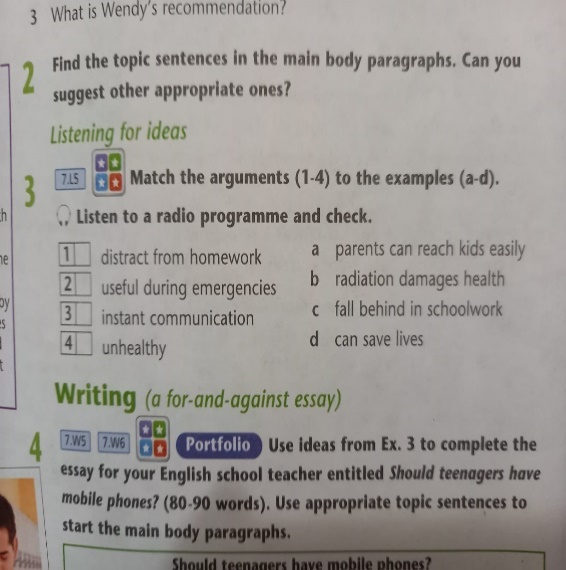 3 What is Wendy's recommendation?
2 Find the topic sentences in the main body paragraphs. Can you
suggest other appropriate ones?
Listening for ideas
3 7.L5 Match the arguments (1-4) to the examples (a-d).
Listen to a radio programme and check.
1 distract from homework
2 useful during emergencies
3 instant communication
4 unhealthy
a parents can reach kids easily
b radiation damages health
c fall behind in schoolwork
d can save lives
Writing (a for-and-against essay)
4 7.W5 7.W6 Portfolio Use ideas from Ex. 3 to complete the
essay for your English school teacher entitled Should teenagers have
mobile phones? (80-90 words). Use appropriate topic sentences to
start the main body paragraphs.
Should teenagers have mobile phones?